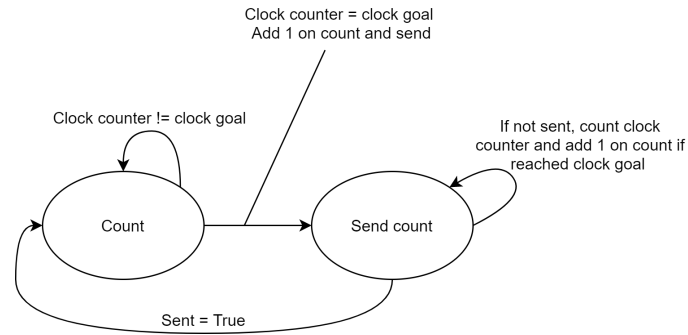 Clock counter = clock goal
Add 1 on count and send
Clock counter != clock goal
If not sent, count clock
counter and add 1 on count if
reached clock goal
Count
Send count
Sent = True